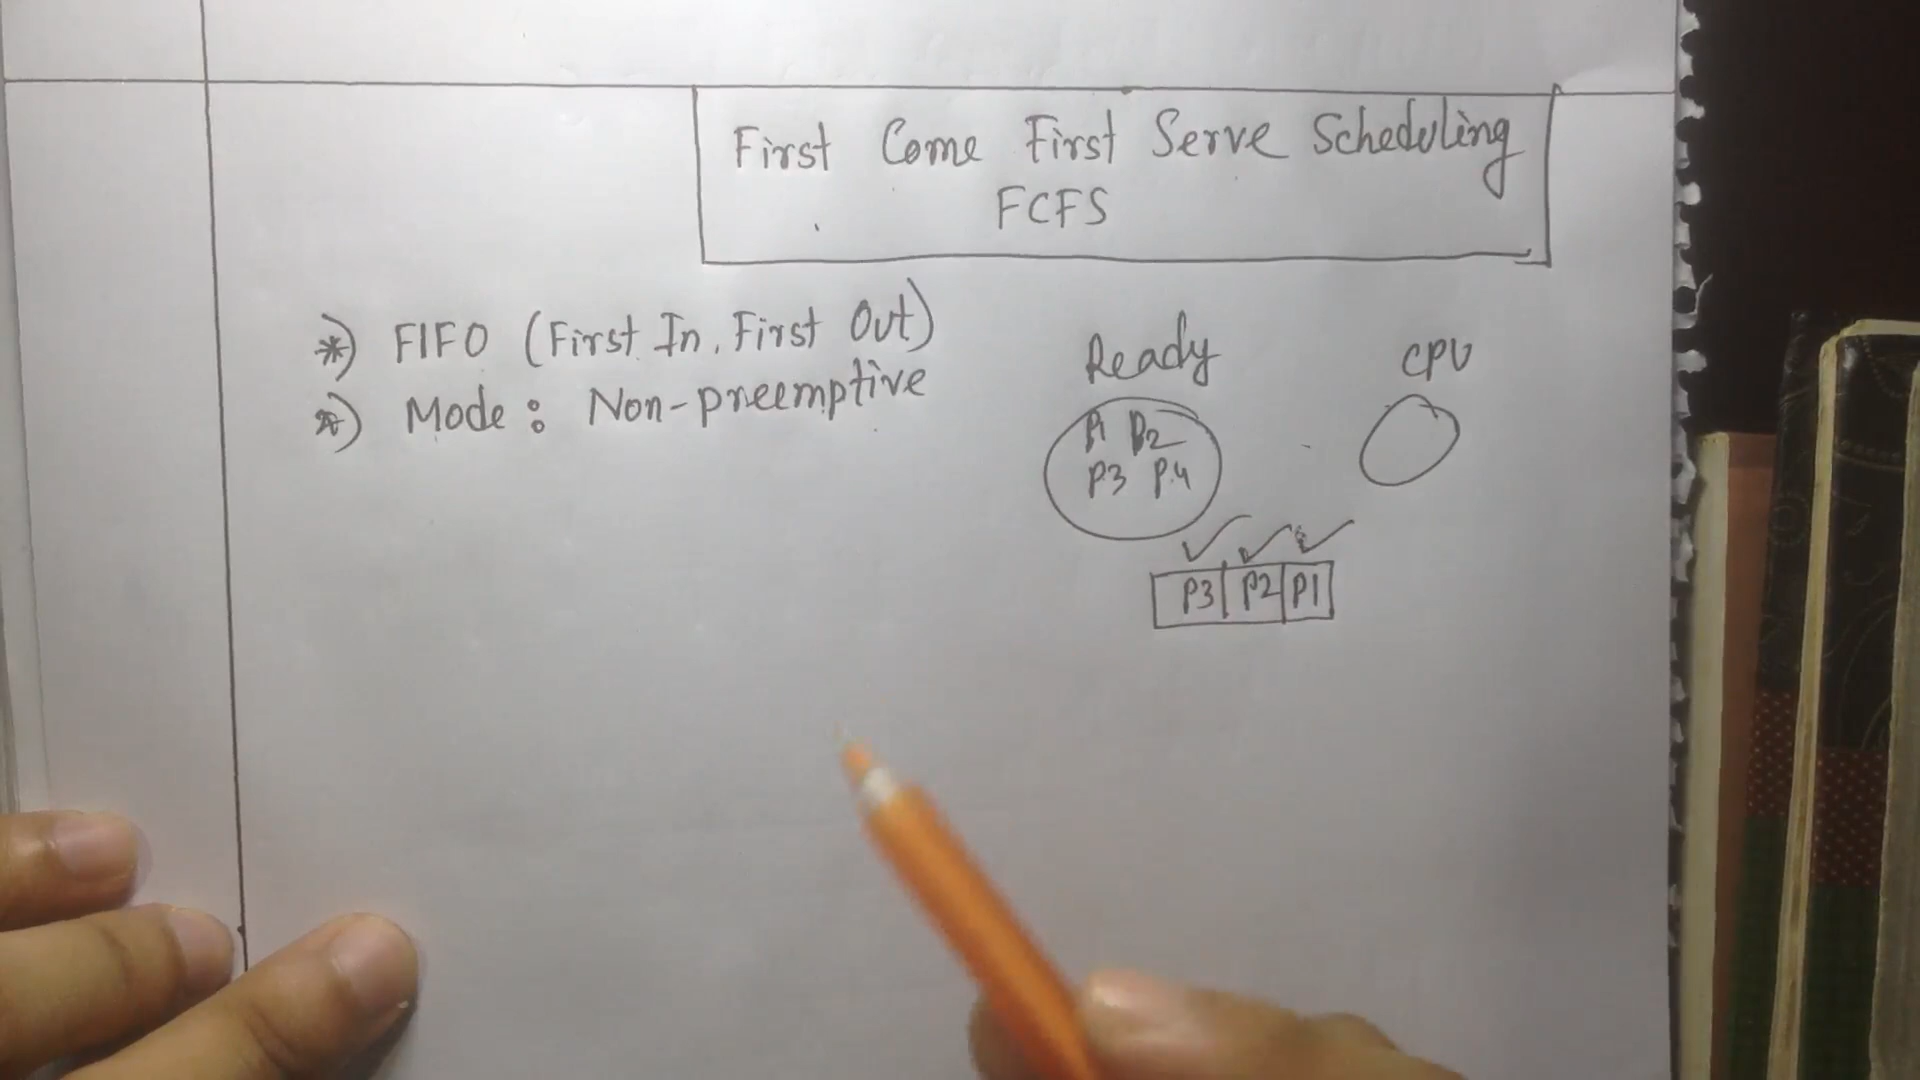 First Come First Serve Scheduling
FCFS
*) FIFO (First In, First Out)
*) Mode : Non-preemptive
Ready
CPU
P1 P2
P3 P4
P3 P2 P1